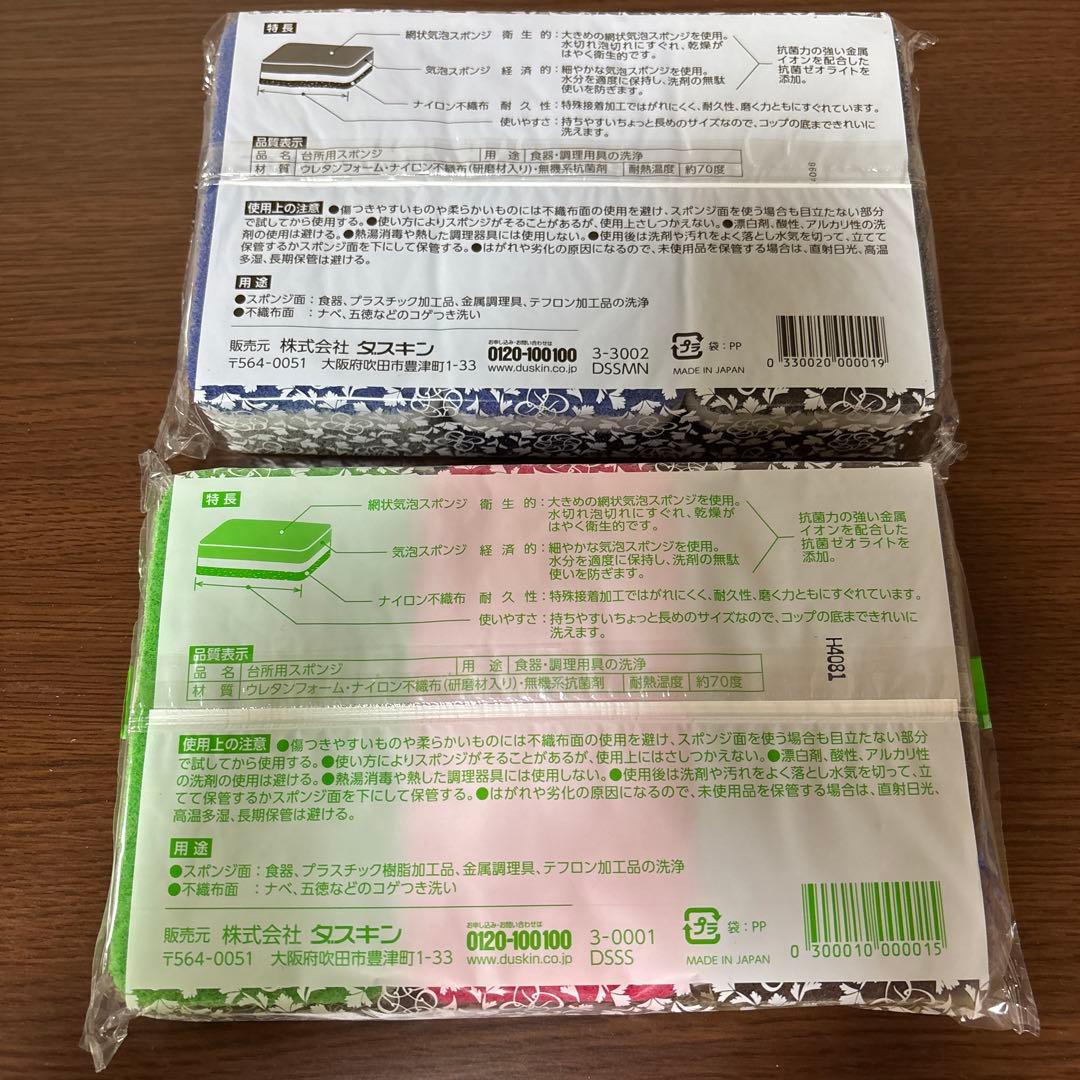 特長
網状気泡スポンジ 衛生的：大きめの網状気泡スポンジを使用。
水切れ泡切れにすぐれ、乾燥が
はやく衛生的です。
気泡スポンジ 経済的：細やかな気泡スポンジを使用。
水分を適度に保持し、洗剤の無駄
使いを防ぎます。
抗菌力の強い金属
イオンを配合した
抗菌ゼオライトを
添加。
ナイロン不織布 耐久性：特殊接着加工ではがれにくく、耐久性、磨く力ともにすぐれています。
使いやすさ：持ちやすいちょっと長めのサイズなので、コップの底まできれいに
洗えます。
品質表示
品名 台所用スポンジ 用途 食器・調理用具の洗浄
材質 ウレタンフォーム・ナイロン不織布(研磨材入り)・無機系抗菌剤 耐熱温度 約70度
使用上の注意 ●傷つきやすいものや柔らかいものには不織布面の使用を避け、スポンジ面を使う場合も目立たない部分
で試してから使用する。●使い方によりスポンジがそることがあるが、使用上さしつかえない。●漂白剤、酸性、アルカリ性の洗
剤の使用は避ける。●熱湯消毒や熱した調理器具には使用しない。●使用後は洗剤や汚れをよく落とし水気を切って、立てて
保管するかスポンジ面を下にして保管する。●はがれや劣化の原因になるので、未使用品を保管する場合は、直射日光、高温
多湿、長期保管は避ける。
用途
●スポンジ面：食器、プラスチック加工品、金属調理具、テフロン加工品の洗浄
●不織布面：ナベ、五徳などのコゲつき洗い
販売元 株式会社 ダスキン
〒564-0051 大阪府吹田市豊津町1-33
お申し込み・お問い合わせは
0120-100100
www.duskin.co.jp
3-3002
DSSMN
プラ 袋：PP
MADE IN JAPAN
0 330020 000019
特長
網状気泡スポンジ 衛生的：大きめの網状気泡スポンジを使用。
水切れ泡切れにすぐれ、乾燥が
はやく衛生的です。
気泡スポンジ 経済的：細やかな気泡スポンジを使用。
水分を適度に保持し、洗剤の無駄
使いを防ぎます。
抗菌力の強い金属
イオンを配合した
抗菌ゼオライトを
添加。
ナイロン不織布 耐久性：特殊接着加工ではがれにくく、耐久性、磨く力ともにすぐれています。
使いやすさ：持ちやすいちょっと長めのサイズなので、コップの底まできれいに
洗えます。
H4081
品質表示
品名 台所用スポンジ 用途 食器・調理用具の洗浄
材質 ウレタンフォーム・ナイロン不織布(研磨材入り)・無機系抗菌剤 耐熱温度 約70度
使用上の注意 ●傷つきやすいものや柔らかいものには不織布面の使用を避け、スポンジ面を使う場合も目立たない部分
で試してから使用する。●使い方によりスポンジがそることがあるが、使用上にはさしつかえない。●漂白剤、酸性、アルカリ性
の洗剤の使用は避ける。●熱湯消毒や熱した調理器具には使用しない。●使用後は洗剤や汚れをよく落とし水気を切って、立
てて保管するかスポンジ面を下にして保管する。●はがれや劣化の原因になるので、未使用品を保管する場合は、直射日光、
高温多湿、長期保管は避ける。
用途
●スポンジ面：食器、プラスチック樹脂加工品、金属調理具、テフロン加工品の洗浄
●不織布面：ナベ、五徳などのコゲつき洗い
販売元 株式会社 ダスキン
〒564-0051 大阪府吹田市豊津町1-33
お申し込み・お問い合わせは
0120-100100
www.duskin.co.jp
3-0001
DSSS
プラ 袋：PP
MADE IN JAPAN
0 300010 000015